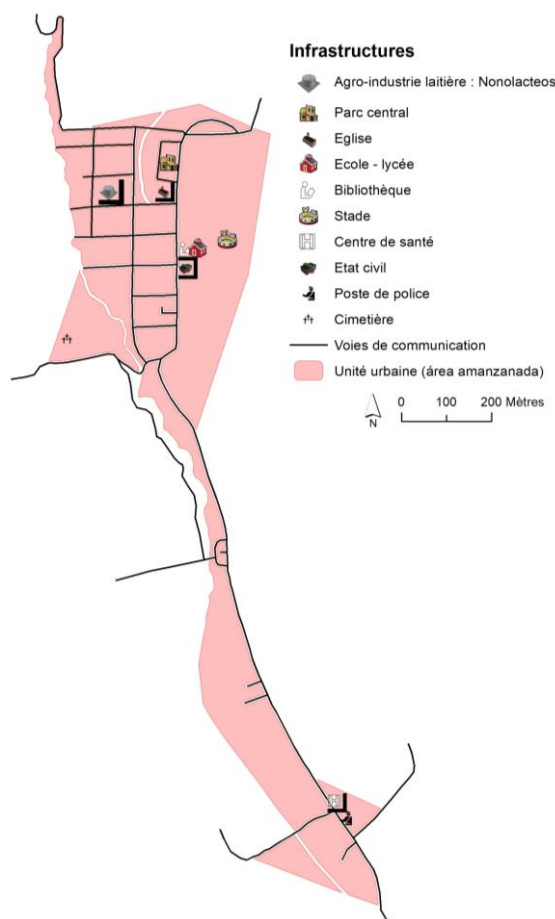 Infrastructures
Agro-industrie laitière : Nonolacteos
Parc central
Eglise
Ecole - lycée
Bibliothèque
Stade
Centre de santé
Etat civil
Poste de police
Cimetière
Voies de communication
Unité urbaine (área amanzanada)
N
0 100 200 Mètres